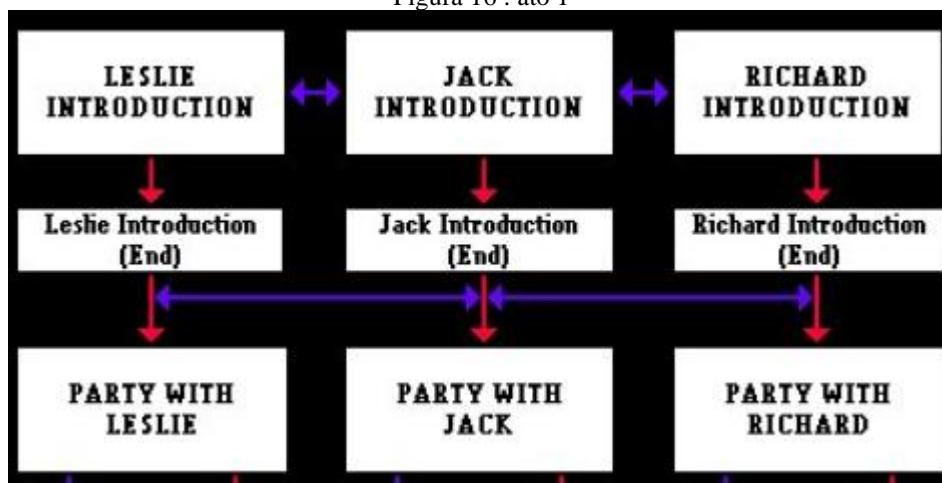 Figura 16 : ato 1
LESLIE
INTRODUCTION
JACK
INTRODUCTION
RICHARD
INTRODUCTION
Leslie Introduction
(End)
Jack Introduction
(End)
Richard Introduction
(End)
PARTY WITH
LESLIE
PARTY WITH
JACK
PARTY WITH
RICHARD